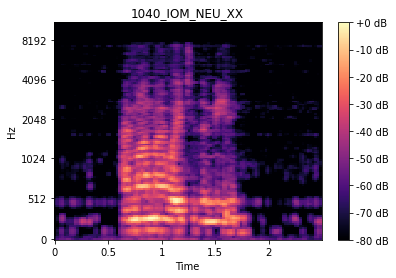 1040_IOM_NEU_XX
8192
4096
2048
1024
512
0
Hz
0
0.5
1
1.5
2
Time
+0 dB
-10 dB
-20 dB
-30 dB
-40 dB
-50 dB
-60 dB
-70 dB
-80 dB